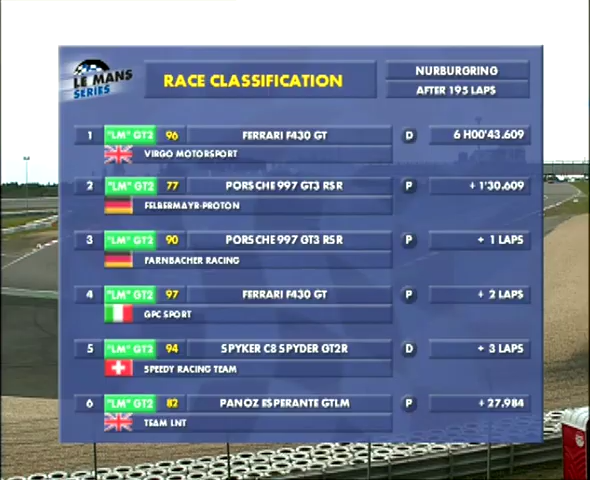 LE MANS
SERIES
RACE CLASSIFICATION
NURBURGRING
AFTER 195 LAPS
1 "LM" GT2 96 FERRARI F430 GT D 6 H00'43.609
VIRGO MOTORSPORT
2 "LM" GT2 77 PORSCHE 997 GT3 RSR P + 1'30.609
FELBERMAYR-PROTON
3 "LM" GT2 90 PORSCHE 997 GT3 RSR P + 1 LAPS
FARNBACHER RACING
4 "LM" GT2 97 FERRARI F430 GT P + 2 LAPS
GPC SPORT
5 "LM" GT2 94 SPYKER C8 SPYDER GT2R D + 3 LAPS
SPEEDY RACING TEAM
6 "LM" GT2 82 PANOZ ESPERANTE GTLM P + 27.984
TEAM LNT